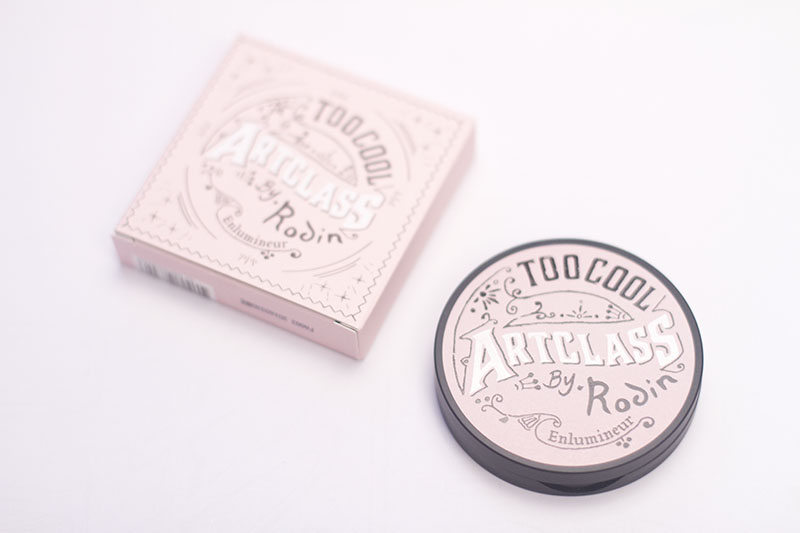 TOO COOL
ARTCLASS
By. Rodin
Enlumineur
TOO COOL
ARTCLASS
By. Rodin
Enlumineur